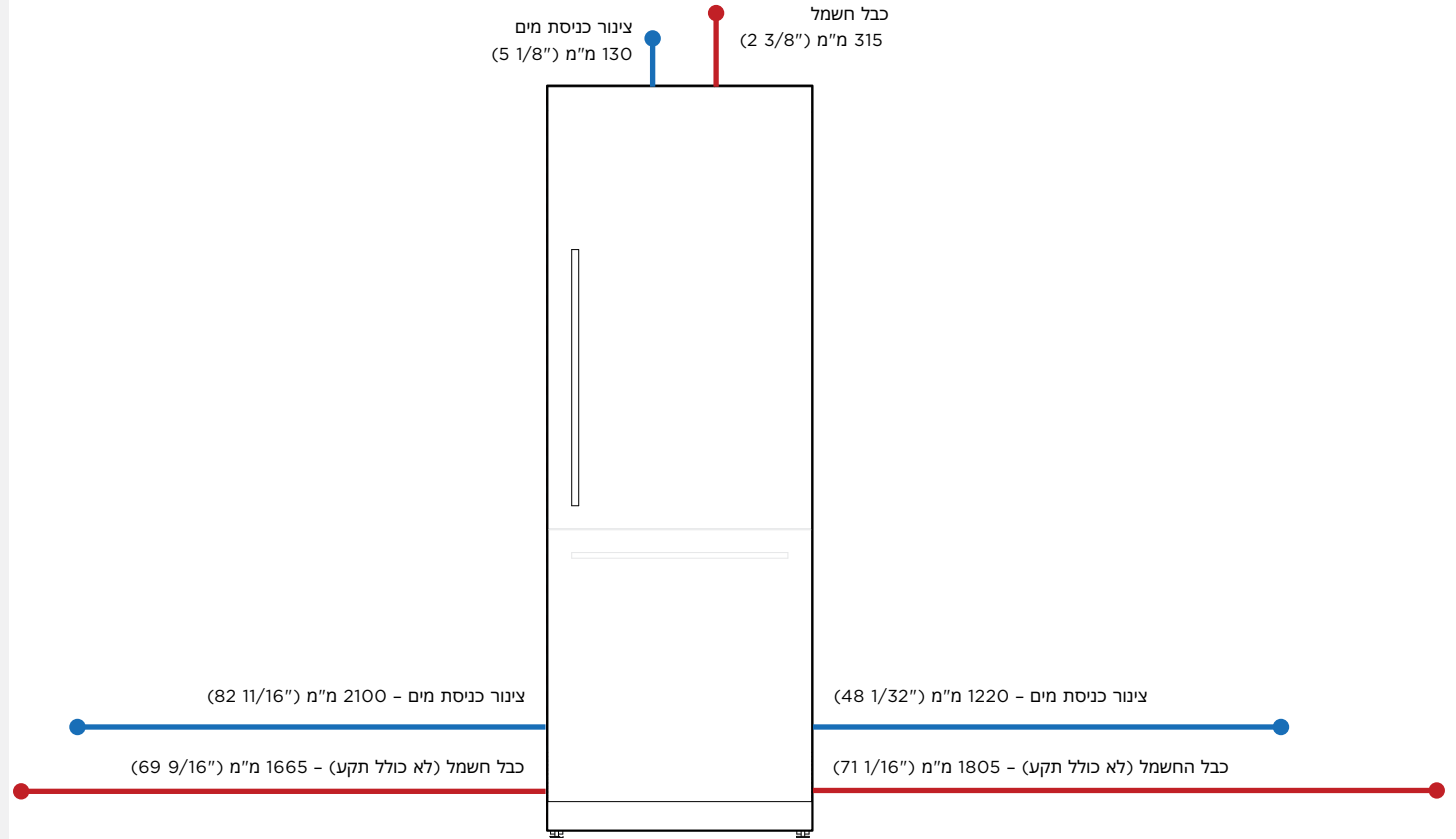 כבל חשמל
315 מ"מ (2 3/8")
צינור כניסת מים
130 מ"מ (5 1/8")
צינור כניסת מים – 1220 מ"מ (48 1/32")
צינור כניסת מים – 2100 מ"מ (82 11/16")
כבל החשמל (לא כולל תקע) – 1805 מ"מ (71 1/16")
כבל חשמל (לא כולל תקע) – 1665 מ"מ (69 9/16")